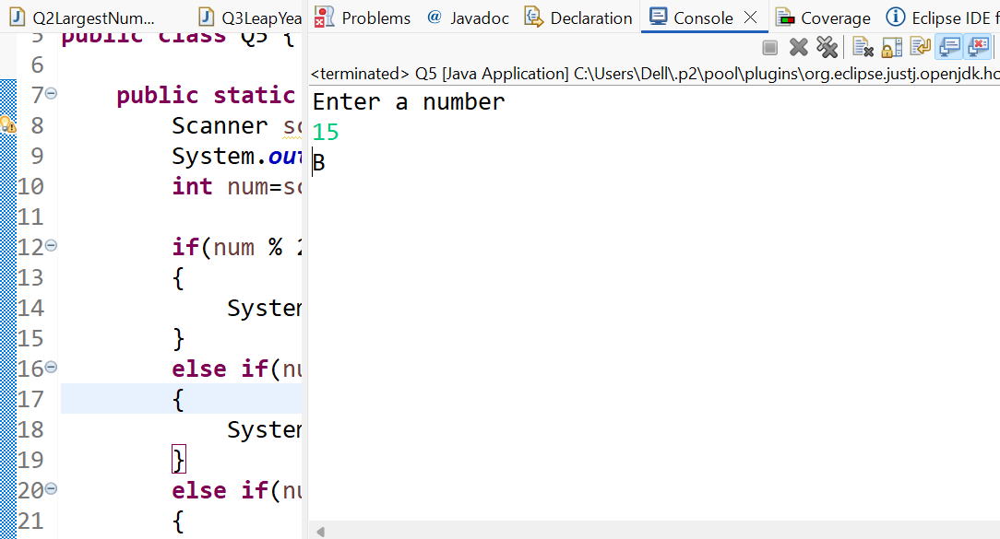 Q2LargestNum... Q3LeapYea Problems @ Javadoc Declaration Console Coverage Eclipse IDE f
<terminated> Q5 [Java Application] C:\Users\Dell\.p2\pool\plugins\org.eclipse.justj.openjdk.ho
5 public class Q5 {
6
7 public static
8 Scanner sc
9 System.out
10 int num=sc
11
12 if(num % 2
13 {
14 System
15 }
16 else if(nu
17 {
18 System
19 }
20 else if(nu
21 {
Enter a number
15
B